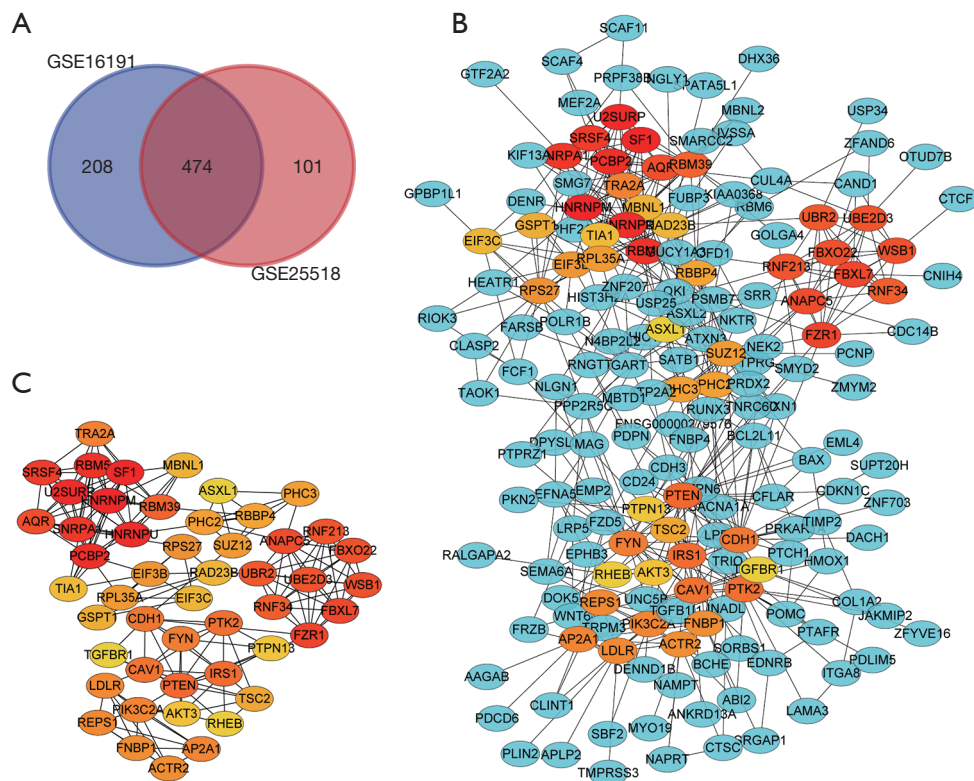 A
GSE16191
208
474
101
GSE25518
B
SCAF11
SCAF4
DHX36
GTF2A2
PRPF38B
NGLY1
SPATA5L1
MEF2A
MBNL2
USP34
U2SURP
UVSSA
SRSF4
SF1
SMARCC2
ZFAND6
KIF13A
PCBP2
AQR
RBM39
OTUD7B
SMG7
TRA2A
CUL4A
CAND1
GPBP1L1
DENR
HNRNPM
MBNL1
FUBP3
KIAA0368
RBM6
CTCF
GSPT1
RAD23B
UBR2
UBE2D3
EIF3C
TIA1
GOLGA4
RPL35A
GUCY1A3
FBXO22
WSB1
RBBP4
RNF213
FBXL7
CNIH4
HEATR1
RPS27
ZNF207
SRR
RNF34
USP25
PSMB7
ANAPC5
RIOK3
FARSB
POLR1B
ASXL2
NKTR
ASXL1
FZR1
CDC14B
CLASP2
N4BP2L2
ATXN3
NEK2
SUZ12
PCNP
FCF1
RNGTT
GART
SATB1
SMYD2
TAOK1
NLGN1
PHC2
PRDX2
ZMYM2
MBTD1
PPP2R5C
RUNX3
TNRC6C
DPYSL
MAG
PDPN
FNBP4
BCL2L11
EML4
PTPRZ1
CDH3
BAX
SUPT20H
PKN2
EFNA5
EMP2
CD24
PTEN
CFLAR
CDKN1C
ZNF703
PTPN13
CACNA1A
TIMP2
LRP5
FZD5
TSC2
DACH1
RALGAPA2
FYN
CDH1
EPHB3
IRS1
PTCH1
HMOX1
SEMA6A
RHEB
AKT3
TRIO
TGFBR1
DOK5
CAV1
PTK2
COL1A2
REPS1
POMC
WNT6
JAKMIP2
TRPM3
PIK3C2A
FNBP1
PTAFR
FRZB
AP2A1
ZFYVE16
LDLR
ACTR2
SORBS1
PDLIM5
AAGAB
DENND1B
BCHE
EDNRB
ITGA8
CLINT1
NAMPT
ABI2
LAMA3
PDCD6
ANKRD13A
SBF2
MYO19
SRGAP1
PLIN2
APLP2
NAPRT
CTSC
TMPRSS3
C
TRA2A
SRSF4
RBM5
SF1
MBNL1
U2SURP
HNRNPM
ASXL1
PHC3
AQR
RBM39
PHC2
RBBP4
HNRNPU
RNF213
PCBP2
RPS27
SUZ12
ANAPC5
FBXO22
TIA1
EIF3B
RAD23B
UBR2
UBE2D3
WSB1
RPL35A
EIF3C
RNF34
FBXL7
GSPT1
CDH1
PTK2
FZR1
FYN
PTPN13
TGFBR1
CAV1
IRS1
LDLR
PTEN
TSC2
REPS1
PIK3C2A
AKT3
RHEB
FNBP1
AP2A1
ACTR2